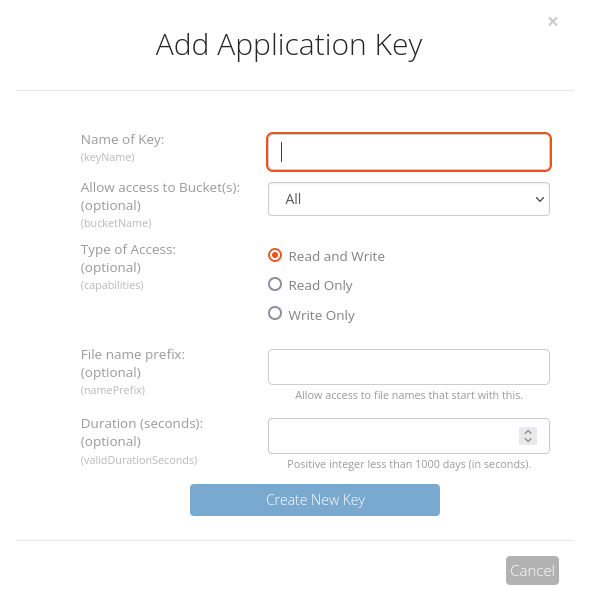 ×
Add Application Key
Name of Key:
(keyName)
Allow access to Bucket(s):
(optional)
(bucketName)
All
Type of Access:
(optional)
(capabilities)
Read and Write
Read Only
Write Only
File name prefix:
(optional)
(namePrefix)
Allow access to file names that start with this.
Duration (seconds):
(optional)
(validDurationSeconds)
Positive integer less than 1000 days (in seconds).
Create New Key
Cancel